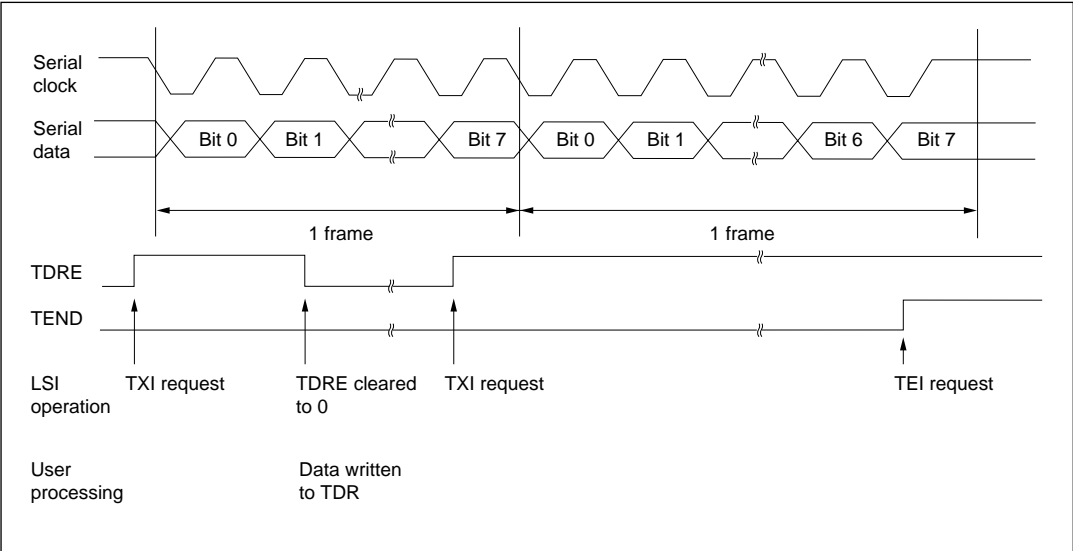 Serial
clock
Serial
data
Bit 0
Bit 1
Bit 7
Bit 0
Bit 1
Bit 6
Bit 7
1 frame
1 frame
TDRE
TEND
LSI
operation
TXI request
TDRE cleared
to 0
TXI request
TEI request
User
processing
Data written
to TDR